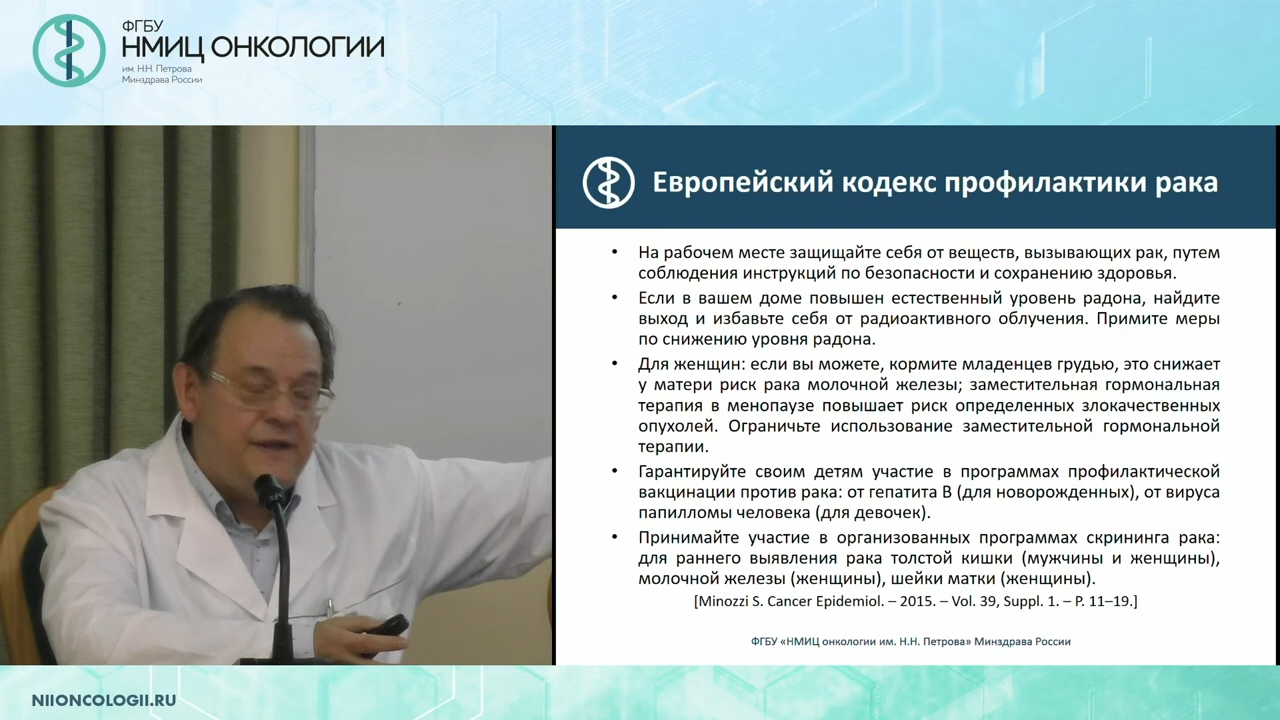 ФГБУ
НМИЦ ОНКОЛОГИИ
им. Н.Н. Петрова
Минздрава России
Европейский кодекс профилактики рака
• На рабочем месте защищайте себя от веществ, вызывающих рак, путем
соблюдения инструкций по безопасности и сохранению здоровья.
• Если в вашем доме повышен естественный уровень радона, найдите
выход и избавьте себя от радиоактивного облучения. Примите меры
по снижению уровня радона.
• Для женщин: если вы можете, кормите младенцев грудью, это снижает
у матери риск рака молочной железы; заместительная гормональная
терапия в менопаузе повышает риск определенных злокачественных
опухолей. Ограничьте использование заместительной гормональной
терапии.
• Гарантируйте своим детям участие в программах профилактической
вакцинации против рака: от гепатита В (для новорожденных), от вируса
папилломы человека (для девочек).
• Принимайте участие в организованных программах скрининга рака:
для раннего выявления рака толстой кишки (мужчины и женщины),
молочной железы (женщины), шейки матки (женщины).
[Minozzi S. Cancer Epidemiol. – 2015. – Vol. 39, Suppl. 1. – P. 11–19.]
ФГБУ «НМИЦ онкологии им. Н.Н. Петрова» Минздрава России
NIIONCOLOGII.RU